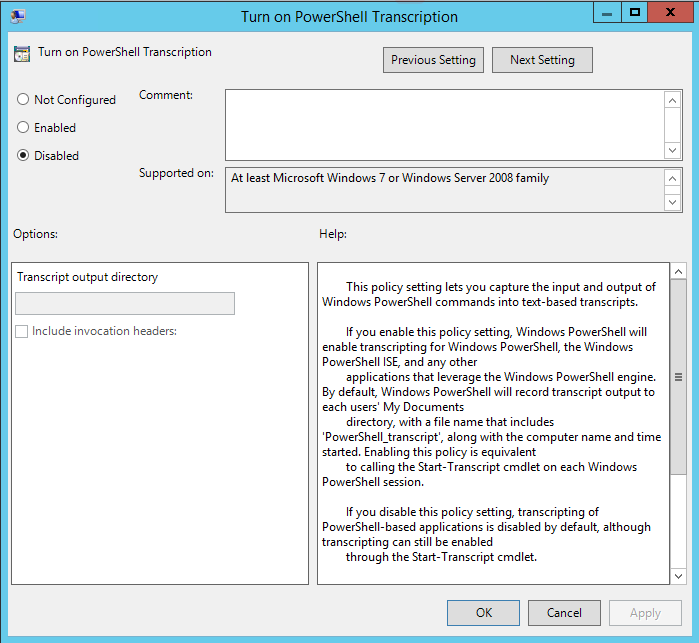 Turn on PowerShell Transcription
Turn on PowerShell Transcription
Previous Setting
Next Setting
Not Configured
Enabled
Disabled
Comment:
Supported on:
At least Microsoft Windows 7 or Windows Server 2008 family
Options:
Help:
Transcript output directory
Include invocation headers:
This policy setting lets you capture the input and output of
Windows PowerShell commands into text-based transcripts.
If you enable this policy setting, Windows PowerShell will
enable transcripting for Windows PowerShell, the Windows
PowerShell ISE, and any other
applications that leverage the Windows PowerShell engine.
By default, Windows PowerShell will record transcript output to
each users' My Documents
directory, with a file name that includes
'PowerShell_transcript', along with the computer name and time
started. Enabling this policy is equivalent
to calling the Start-Transcript cmdlet on each Windows
PowerShell session.
If you disable this policy setting, transcripting of
PowerShell-based applications is disabled by default, although
transcripting can still be enabled
through the Start-Transcript cmdlet.
OK
Cancel
Apply